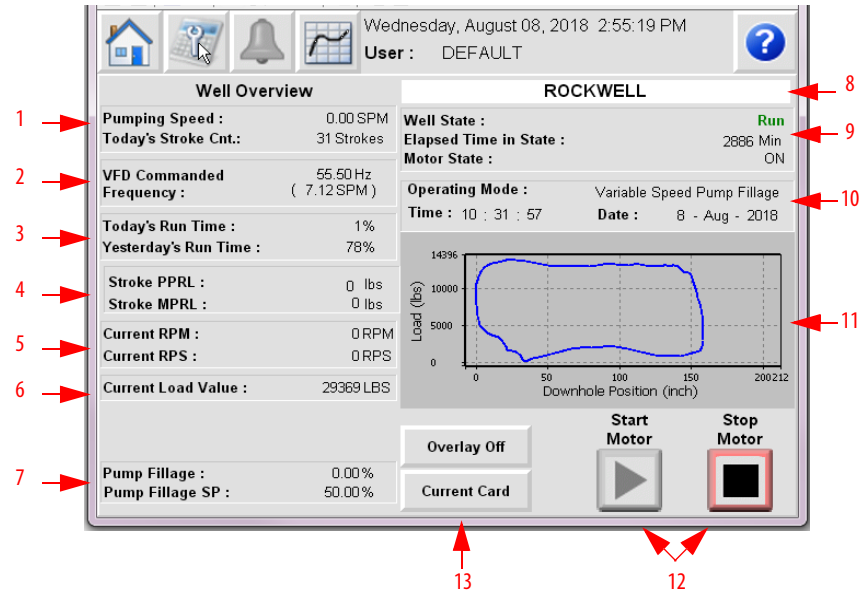 Wednesday, August 08, 2018 2:55:19 PM
User : DEFAULT
?
Well Overview
ROCKWELL
8
1
Pumping Speed : 0.00 SPM
Today's Stroke Cnt.: 31 Strokes
Well State : Run
Elapsed Time in State : 2886 Min
Motor State : ON
9
2
VFD Commanded Frequency : 55.50 Hz
( 7.12 SPM )
Operating Mode : Variable Speed Pump Fillage
Time : 10 : 31 : 57 Date : 8 - Aug - 2018
10
3
Today's Run Time : 1%
Yesterday's Run Time : 78%
4
Stroke PPRL : 0 lbs
Stroke MPRL : 0 lbs
5
Current RPM : 0 RPM
Current RPS : 0 RPS
6
Current Load Value : 29369 LBS
7
Pump Fillage : 0.00 %
Pump Fillage SP : 50.00 %
14396
10000
5000
0
Load (lbs)
0 50 100 150 200 212
Downhole Position (inch)
11
Overlay Off
Current Card
Start Motor
Stop Motor
13
12